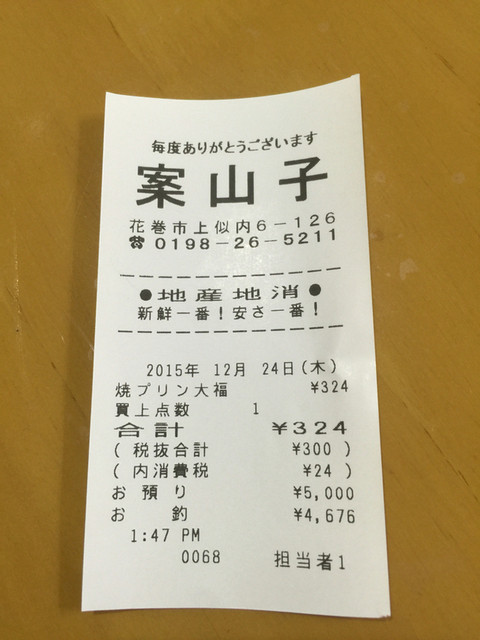 毎度ありがとうございます
案山子
花巻市上似内6-126
☎0198-26-5211
●地産地消●
新鮮一番!安さ一番!
2015年 12月 24日(木)
焼プリン大福 ¥324
買上点数 1
合計 ¥324
(税抜合計 ¥300)
(内消費税 ¥24)
お預り ¥5,000
お釣 ¥4,676
1:47 PM
0068 担当者1